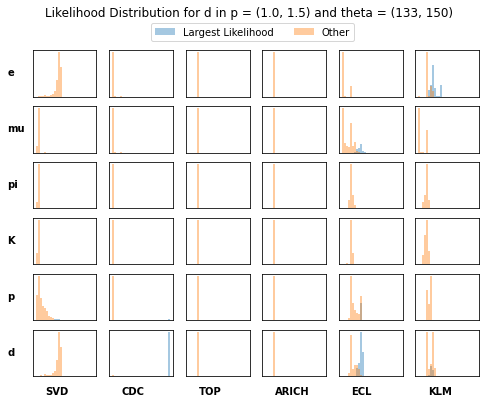 Likelihood Distribution for d in p = (1.0, 1.5) and theta = (133, 150)
Largest Likelihood Other
e
mu
pi
K
p
d
SVD CDC TOP ARICH ECL KLM